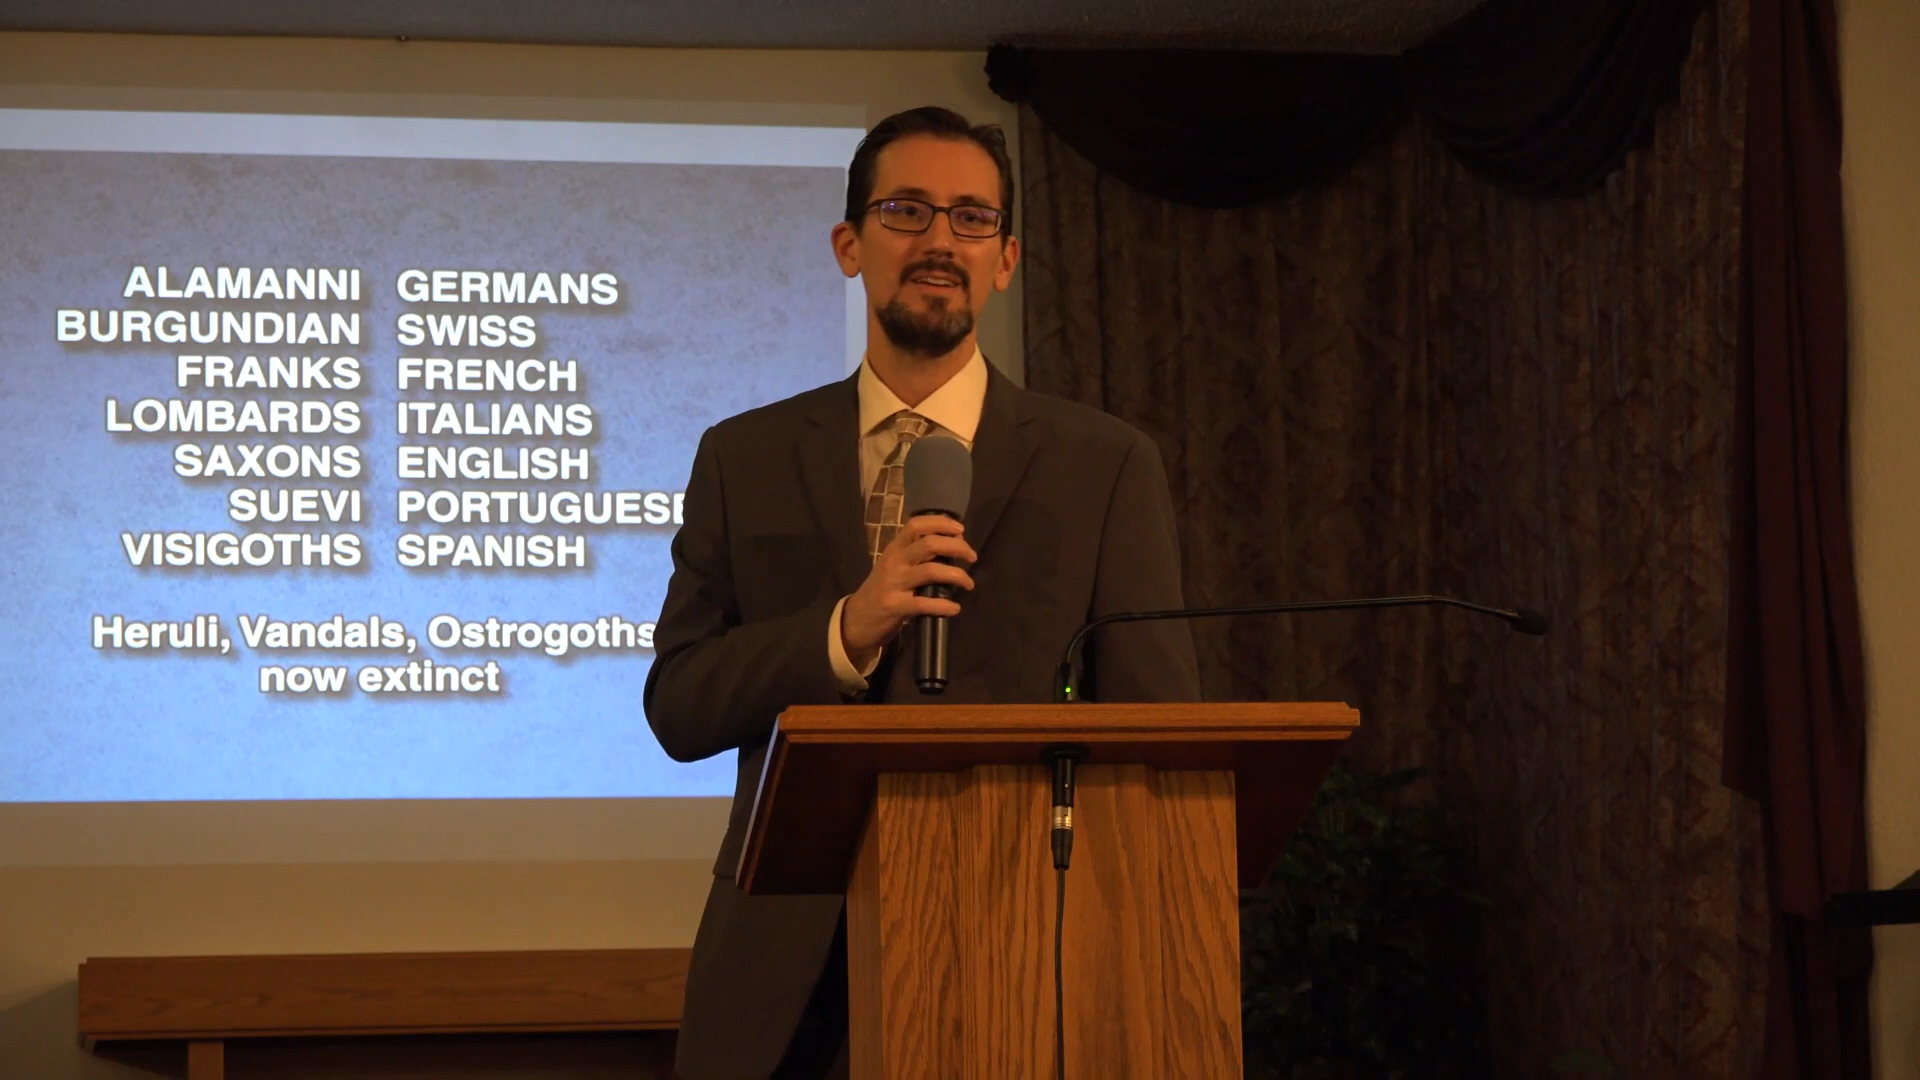 ALAMANNI GERMANS
BURGUNDIAN SWISS
FRANKS FRENCH
LOMBARDS ITALIANS
SAXONS ENGLISH
SUEVI PORTUGUESE
VISIGOTHS SPANISH
Heruli, Vandals, Ostrogoths
now extinct